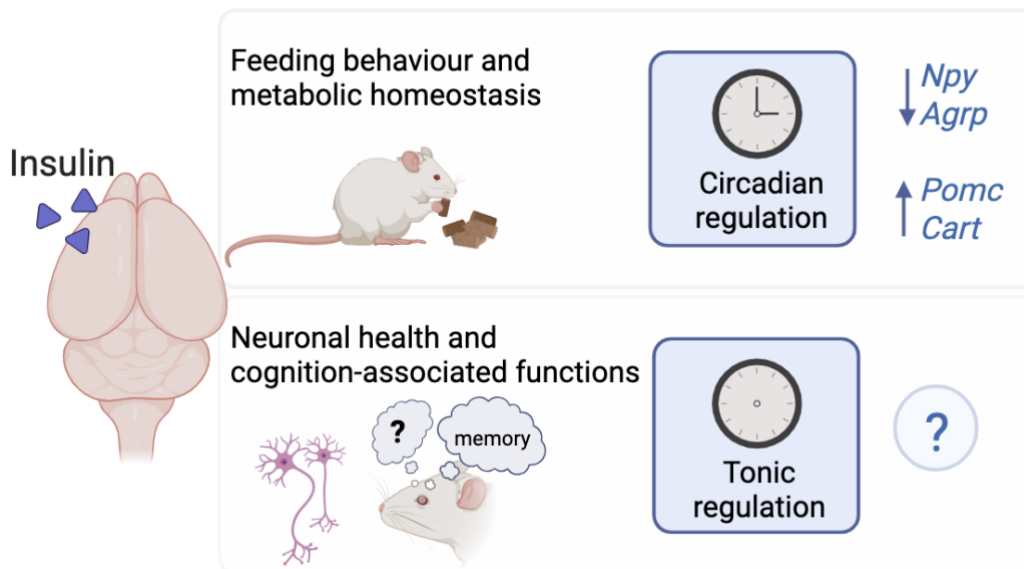 Insulin
Feeding behaviour and
metabolic homeostasis
Circadian
regulation
Npy
Agrp
Pomc
Cart
Neuronal health and
cognition-associated functions
?
memory
Tonic
regulation
?